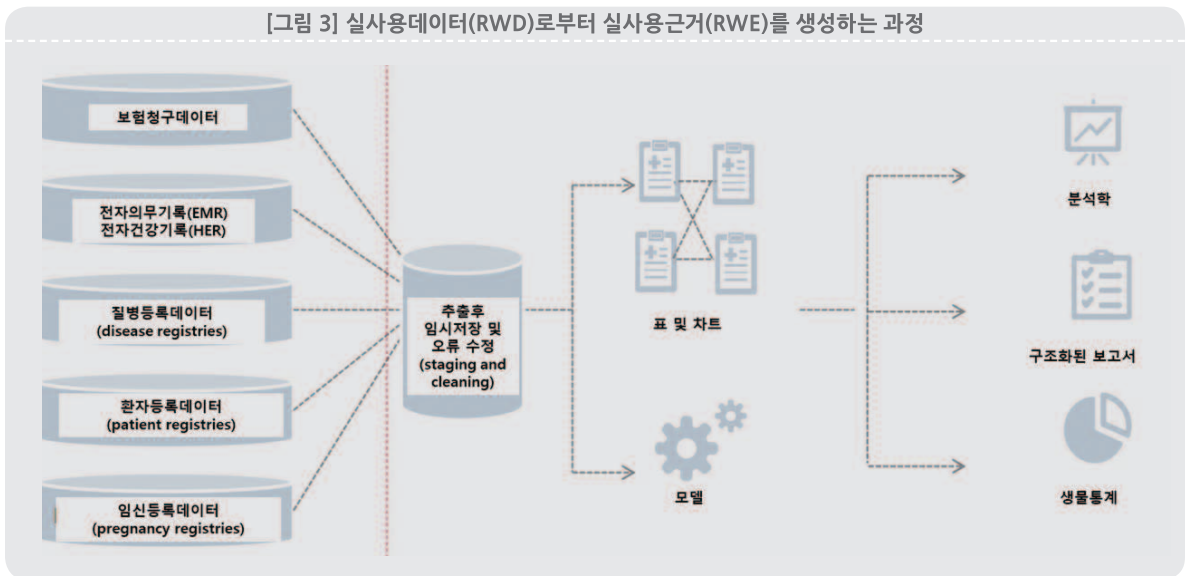 [그림 3] 실사용데이터(RWD)로부터 실사용근거(RWE)를 생성하는 과정
보험청구데이터
전자의무기록(EMR)
전자건강기록(HER)
질병등록데이터
(disease registries)
환자등록데이터
(patient registries)
임신등록데이터
(pregnancy registries)
추출후
임시저장 및
오류 수정
(staging and
cleaning)
표 및 차트
모델
분석학
구조화된 보고서
생물통계